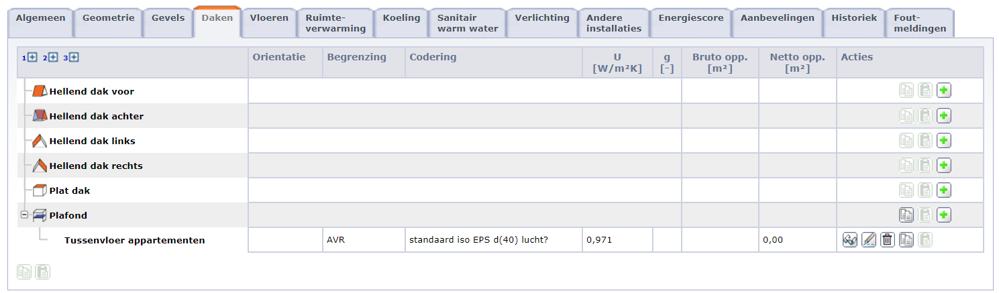 Algemeen Geometrie Gevels Daken Vloeren Ruimte-verwarming Koeling Sanitair warm water Verlichting Andere installaties Energiescore Aanbevelingen Historiek Fout-meldingen
1 2 3 Orientatie Begrenzing Codering U [W/m²K] g [-] Bruto opp. [m²] Netto opp. [m²] Acties
Hellend dak voor
Hellend dak achter
Hellend dak links
Hellend dak rechts
Plat dak
Plafond
Tussenvloer appartementen AVR standaard iso EPS d(40) lucht? 0,971 0,00